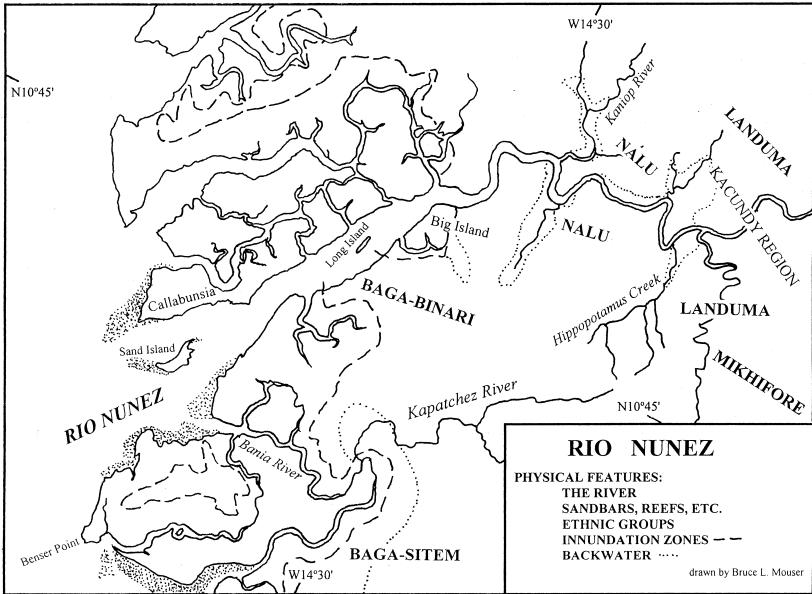 W14°30'
N10°45'
Kaniop River
LANDUMA
NALU
KACUNDY REGION
Big Island
NALU
Long Island
BAGA-BINARI
Hippopotamus Creek
Callabunsia
LANDUMA
Sand Island
MIKHIFORE
Kapatchez River
RIO NUNEZ
N10°45'
Bania River
Benser Point
BAGA-SITEM
W14°30'
RIO NUNEZ
PHYSICAL FEATURES:
THE RIVER
SANDBARS, REEFS, ETC.
ETHNIC GROUPS
INNUNDATION ZONES
BACKWATER
drawn by Bruce L. Mouser